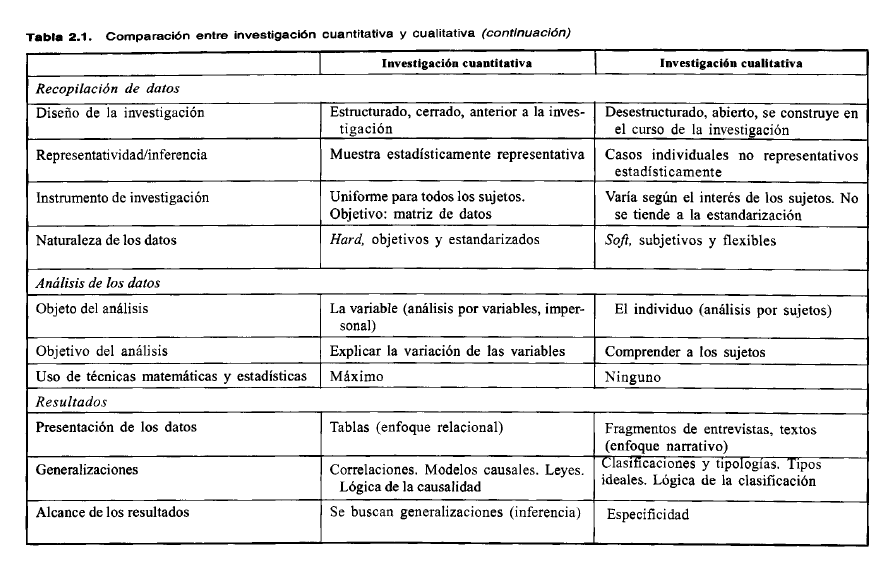 Tabla 2.1. Comparación entre investigación cuantitativa y cualitativa (continuación)
Investigación cuantitativa Investigación cualitativa
Recopilación de datos
Diseño de la investigación Estructurado, cerrado, anterior a la inves- Desestructurado, abierto, se construye en
tigación el curso de la investigación
Representatividad/inferencia Muestra estadísticamente representativa Casos individuales no representativos
estadísticamente
Instrumento de investigación Uniforme para todos los sujetos. Varía según el interés de los sujetos. No
Objetivo: matriz de datos se tiende a la estandarización
Naturaleza de los datos Hard, objetivos y estandarizados Soft, subjetivos y flexibles
Análisis de los datos
Objeto del análisis La variable (análisis por variables, imper- El individuo (análisis por sujetos)
sonal)
Objetivo del análisis Explicar la variación de las variables Comprender a los sujetos
Uso de técnicas matemáticas y estadísticas Máximo Ninguno
Resultados
Presentación de los datos Tablas (enfoque relacional) Fragmentos de entrevistas, textos
(enfoque narrativo)
Generalizaciones Correlaciones. Modelos causales. Leyes. Clasificaciones y tipologías. Tipos
Lógica de la causalidad ideales. Lógica de la clasificación
Alcance de los resultados Se buscan generalizaciones (inferencia) Especificidad